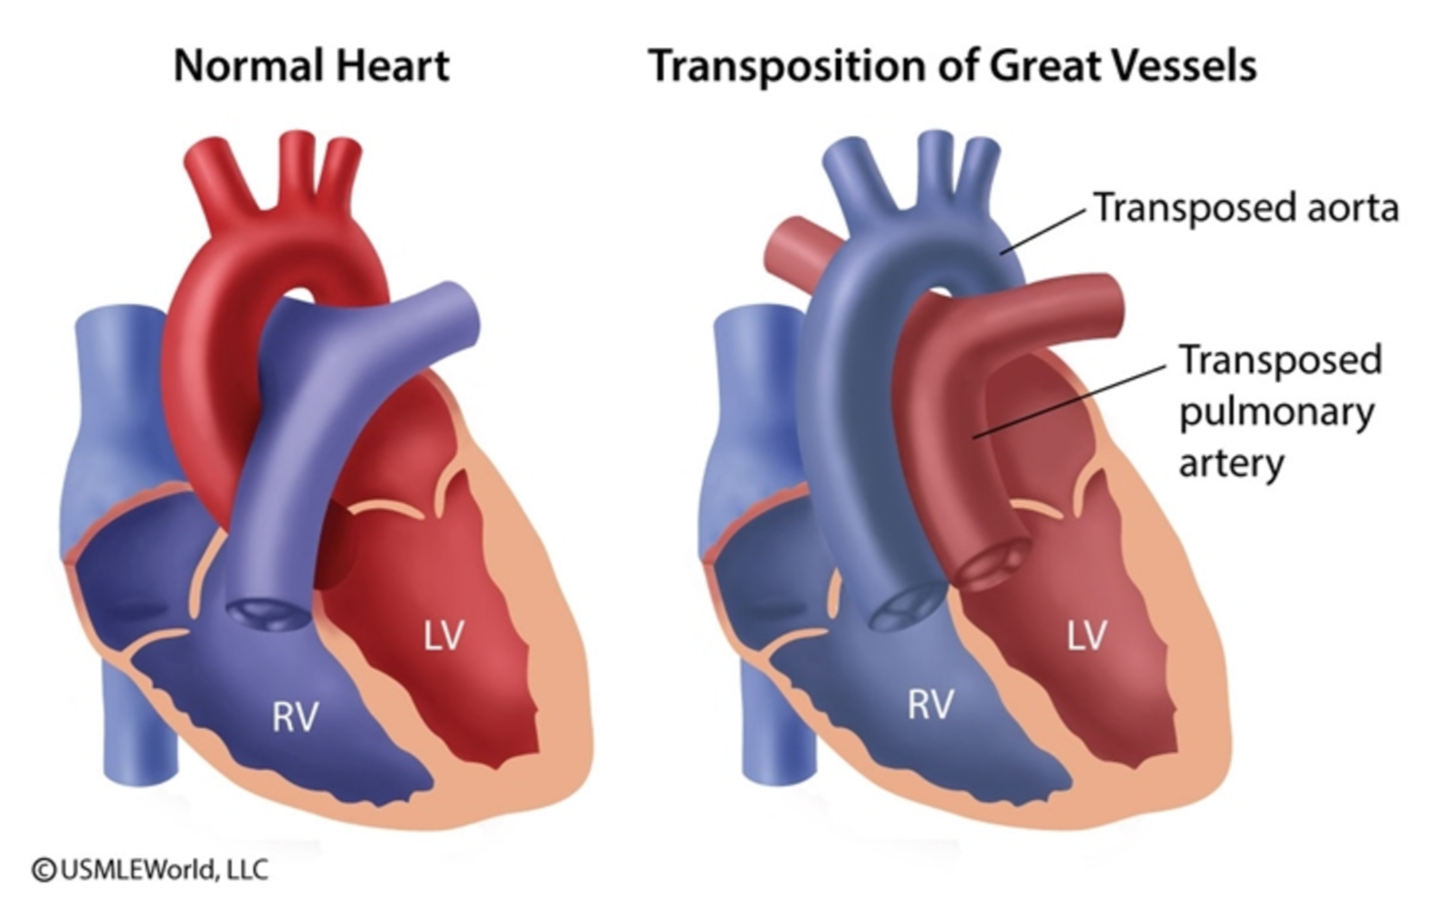 Normal Heart
Transposition of Great Vessels
Transposed aorta
Transposed
pulmonary
artery
LV
RV
LV
RV
©USMLEWorld, LLC